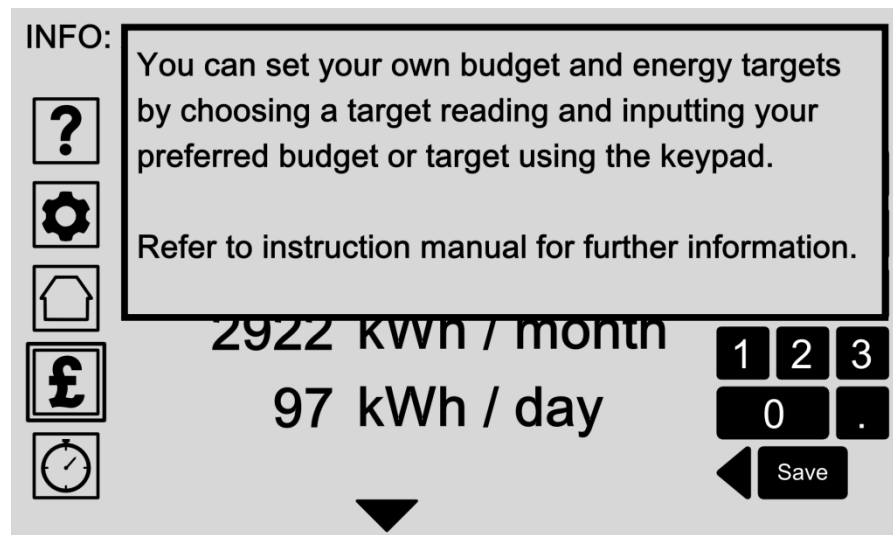 INFO:
You can set your own budget and energy targets
by choosing a target reading and inputting your
preferred budget or target using the keypad.
Refer to instruction manual for further information.
?
2922 kWh / month
1 2 3
£
97 kWh / day
0 .
Save